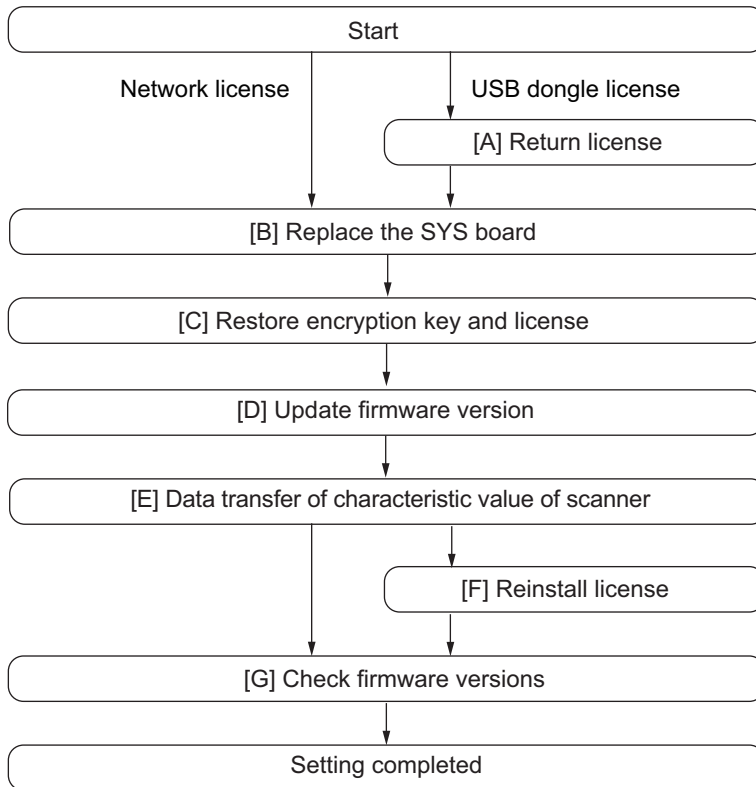 Start
Network license
USB dongle license
[A] Return license
[B] Replace the SYS board
[C] Restore encryption key and license
[D] Update firmware version
[E] Data transfer of characteristic value of scanner
[F] Reinstall license
[G] Check firmware versions
Setting completed